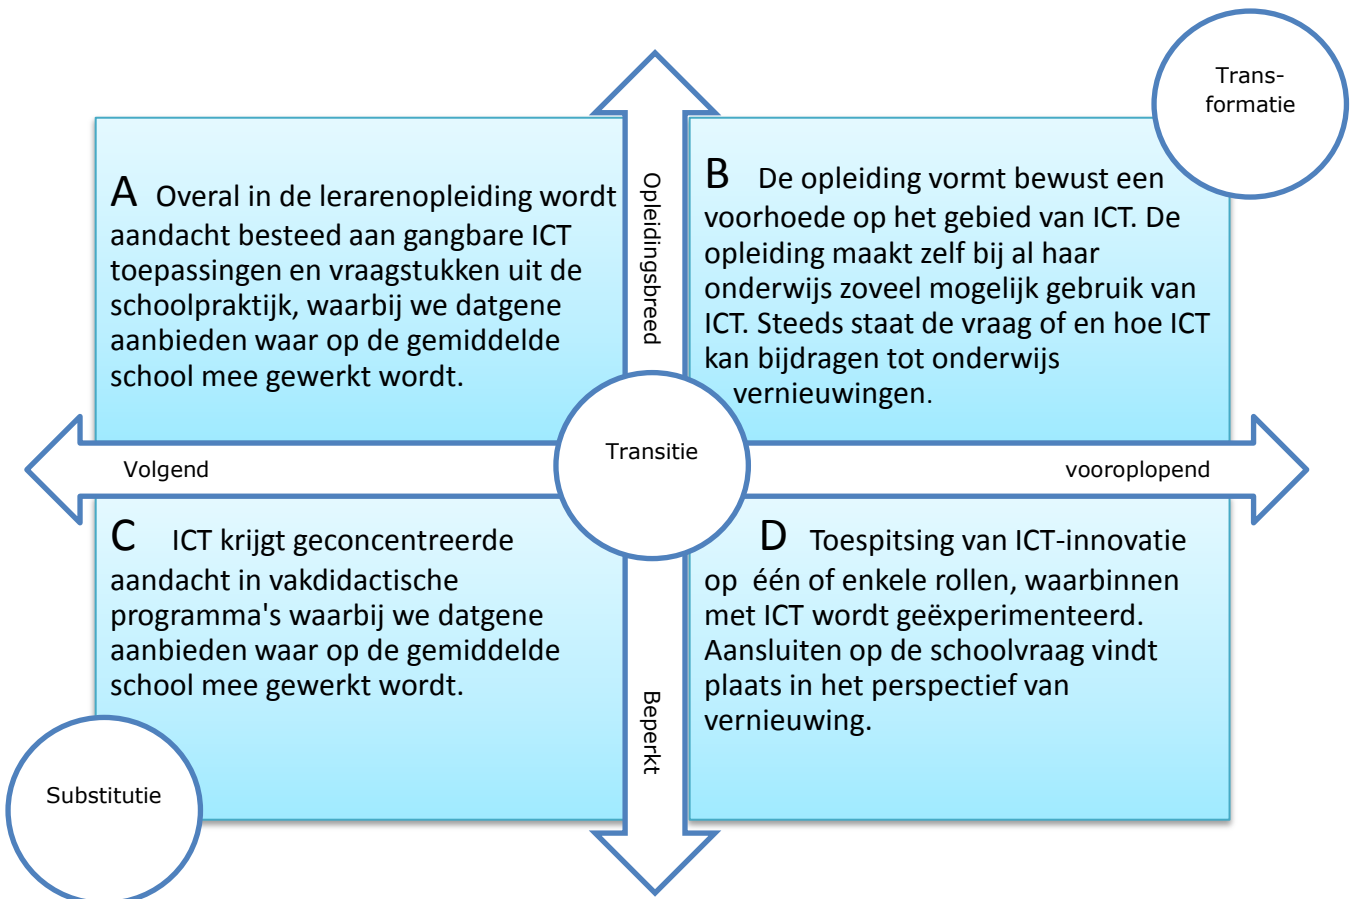 Trans-
formatie
A Overal in de lerarenopleiding wordt
aandacht besteed aan gangbare ICT
toepassingen en vraagstukken uit de
schoolpraktijk, waarbij we datgene
aanbieden waar op de gemiddelde
school mee gewerkt wordt.
Opleidingsbreed
B De opleiding vormt bewust een
voorhoede op het gebied van ICT. De
opleiding maakt zelf bij al haar
onderwijs zoveel mogelijk gebruik van
ICT. Steeds staat de vraag of en hoe ICT
kan bijdragen tot onderwijs
vernieuwingen.
Volgend
Transitie
vooroplopend
C ICT krijgt geconcentreerde
aandacht in vakdidactische
programma's waarbij we datgene
aanbieden waar op de gemiddelde
school mee gewerkt wordt.
Beperkt
D Toespitsing van ICT-innovatie
op één of enkele rollen, waarbinnen
met ICT wordt geëxperimenteerd.
Aansluiten op de schoolvraag vindt
plaats in het perspectief van
vernieuwing.
Substitutie